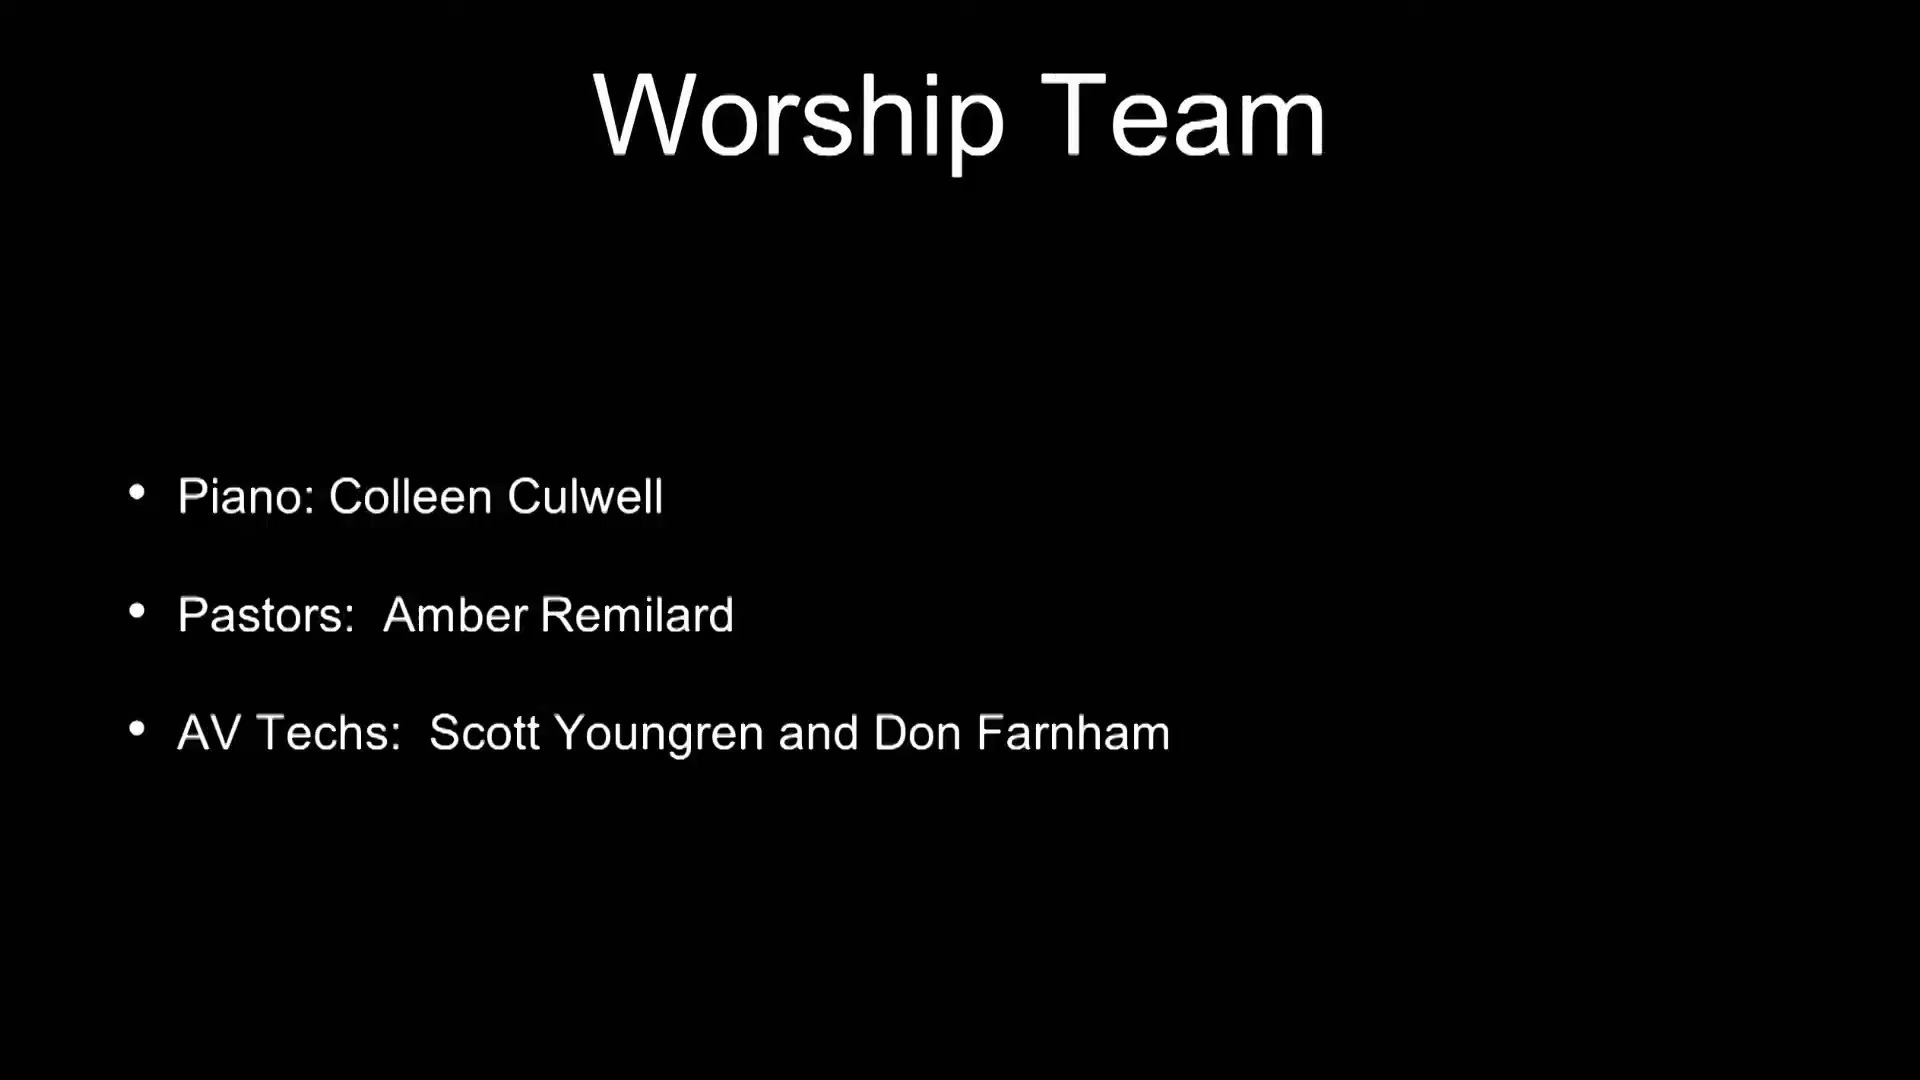 Worship Team
• Piano: Colleen Culwell
• Pastors:  Amber Remilard
• AV Techs:  Scott Youngren and Don Farnham